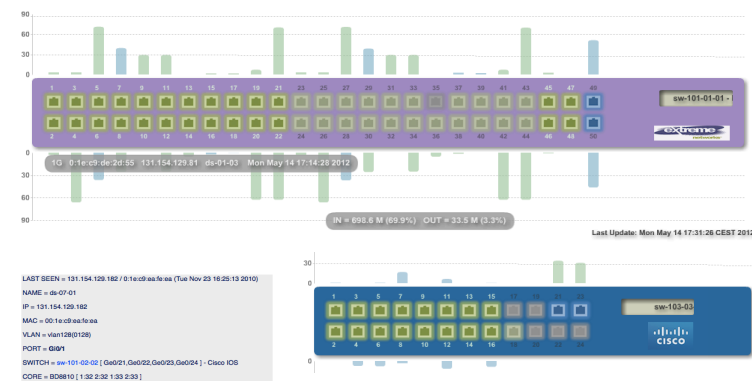 90
60
30
0
1 3 5 7 9 11 13 15 17 19 21 23 25 27 29 31 33 35 37 39 41 43 45 47 49
sw-101-01-01 -
extreme
2 4 6 8 10 12 14 16 18 20 22 24 26 28 30 32 34 36 38 40 42 44 46 48 50
0
1G 0:1e:c9:de:2d:55 131.154.129.81 ds-01-03 Mon May 14 17:14:28 2012
30
60
90
IN = 698.6 M (69.9%) OUT = 33.5 M (3.3%)
Last Update: Mon May 14 17:31:26 CEST 2012
30
0
1 3 5 7 9 11 13 15 17 19 21 23
sw-103-03-
CISCO
2 4 6 8 10 12 14 16 18 20 22 24
0
LAST SEEN = 131.154.129.182 / 0:1e:c9:ea:fe:ea (Tue Nov 23 16:25:13 2010)
NAME = ds-07-01
IP = 131.154.129.182
MAC = 00:1e:c9:ea:fe:ea
VLAN = vlan128(0128)
PORT = Gi0/1
SWITCH = sw-101-02-02 [ Ge0/21,Ge0/22,Ge0/23,Ge0/24 ] - Cisco IOS
CORE = BD8810 [ 1:32 2:32 1:33 2:33 ]